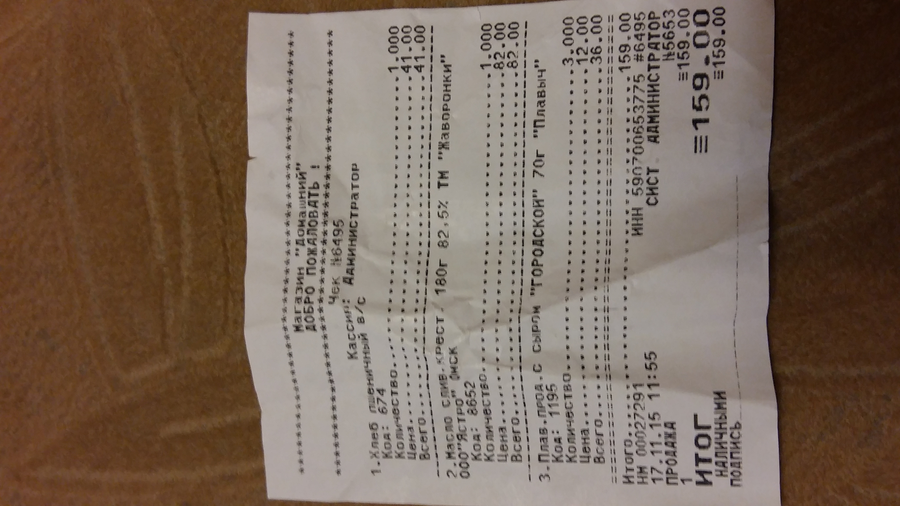 ****************************************
Магазин "Домашний"
ДОБРО ПОЖАЛОВАТЬ !
****************************************
Чек №6495
Кассир: Администратор
1.Хлеб пшеничный в/с
Код: 674
Количество..............................1.000
Цена....................................41.00
Всего...................................41.00
----------------------------------------
2.Масло слив.крест. 180г 82.5% ТМ "Жаворонки"
ООО"Ястро" Омск
Код: 8652
Количество..............................1.000
Цена....................................82.00
Всего...................................82.00
----------------------------------------
3.Плав.прод.с сыром "ГОРОДСКОЙ" 70г "Плавыч"
Код: 1195
Количество..............................3.000
Цена....................................12.00
Всего...................................36.00
========================================
Итого...................................159.00
НМ 00027291 ИНН 590700653775 #6495
17.11.15 11:55 СИСТ. АДМИНИСТРАТОР
ПРОДАЖА №5653
1 ≡159.00
ИТОГ ≡159.00
НАЛИЧНЫМИ ≡159.00
ПОДПИСЬ